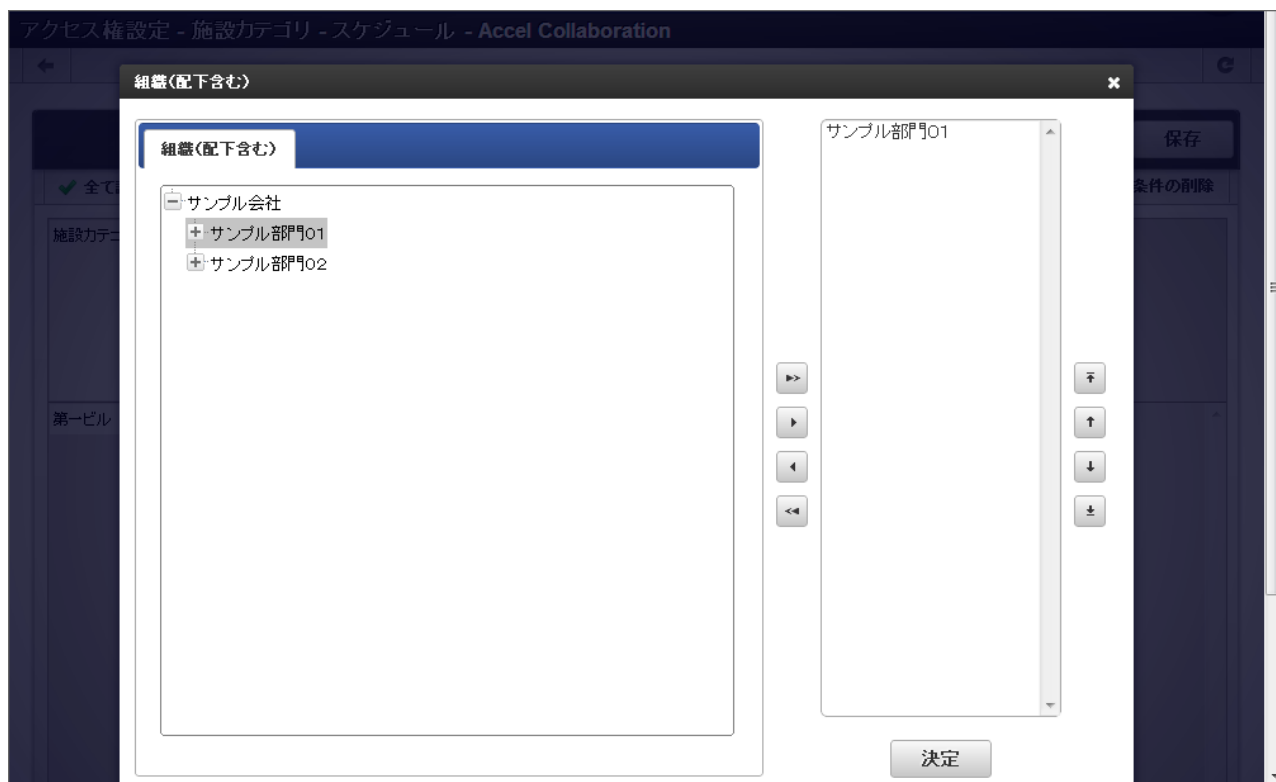 アクセス権設定 - 施設カテゴリ - スケジュール - Accel Collaboration
組織(配下含む)
保存
組織(配下含む)
サンプル部門01
全て
条件の削除
サンプル会社
施設カテゴ
サンプル部門01
サンプル部門02
第一ビル
決定